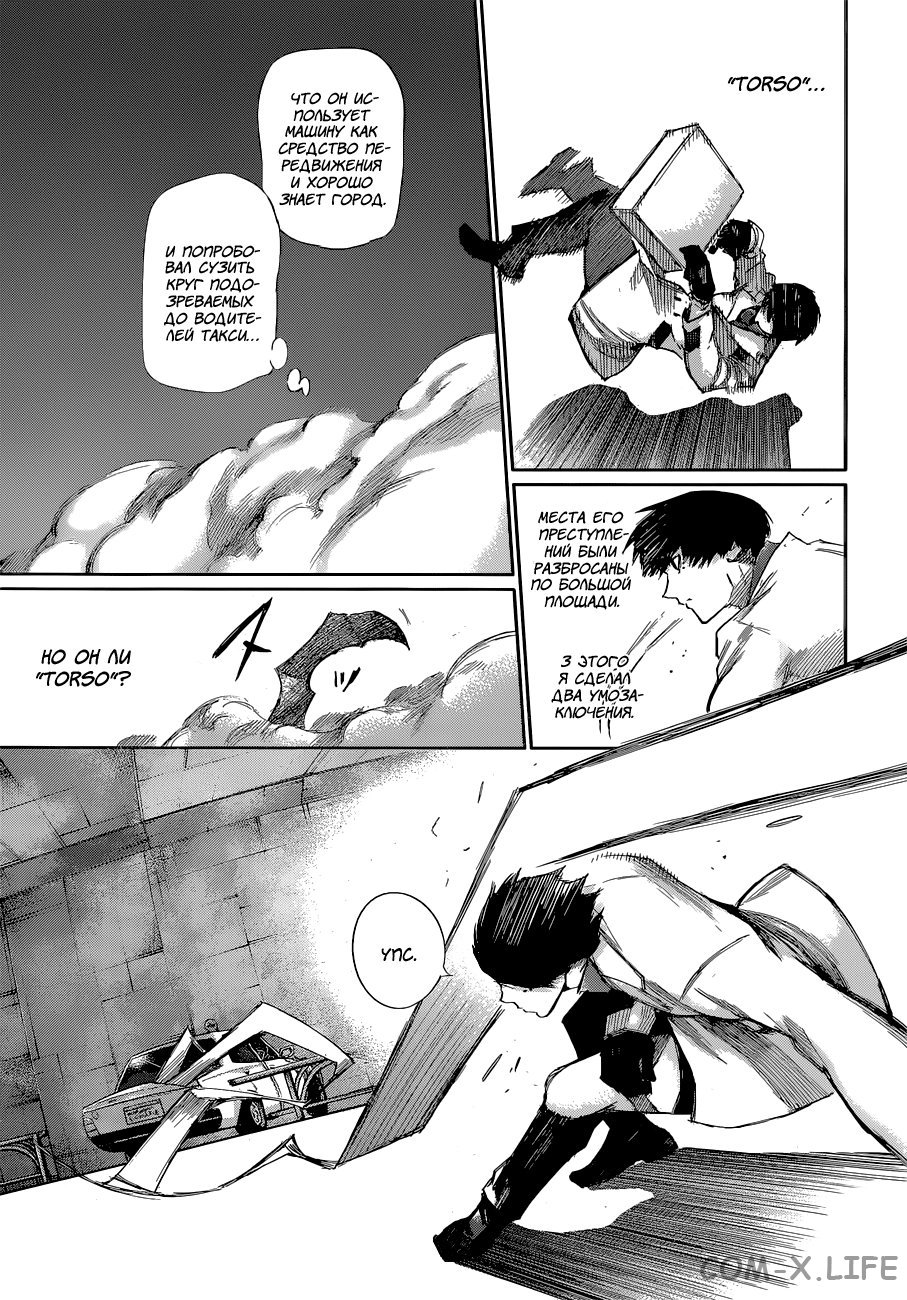 "TORSO"...
МЕСТА ЕГО
ПРЕСТУПЛЕ-
НИЙ БЫЛИ
РАЗБРОСАНЫ
ПО БОЛЬШОЙ
ПЛОЩАДИ.
З ЭТОГО
Я СДЕЛАЛ
ДВА УМОЗА-
КЛЮЧЕНИЯ.
ЧТО ОН ИС-
ПОЛЬЗУЕТ
МАШИНУ КАК
СРЕДСТВО ПЕ-
РЕДВИЖЕНИЯ
И ХОРОШО
ЗНАЕТ ГОРОД.
И ПОПРОБО-
ВАЛ СУЗИТЬ
КРУГ ПОДО-
ЗРЕВАЕМЫХ
ДО ВОДИТЕ-
ЛЕЙ ТАКСИ...
НО ОН ЛИ
"TORSO"?
УПС.
COM-X.LIFE